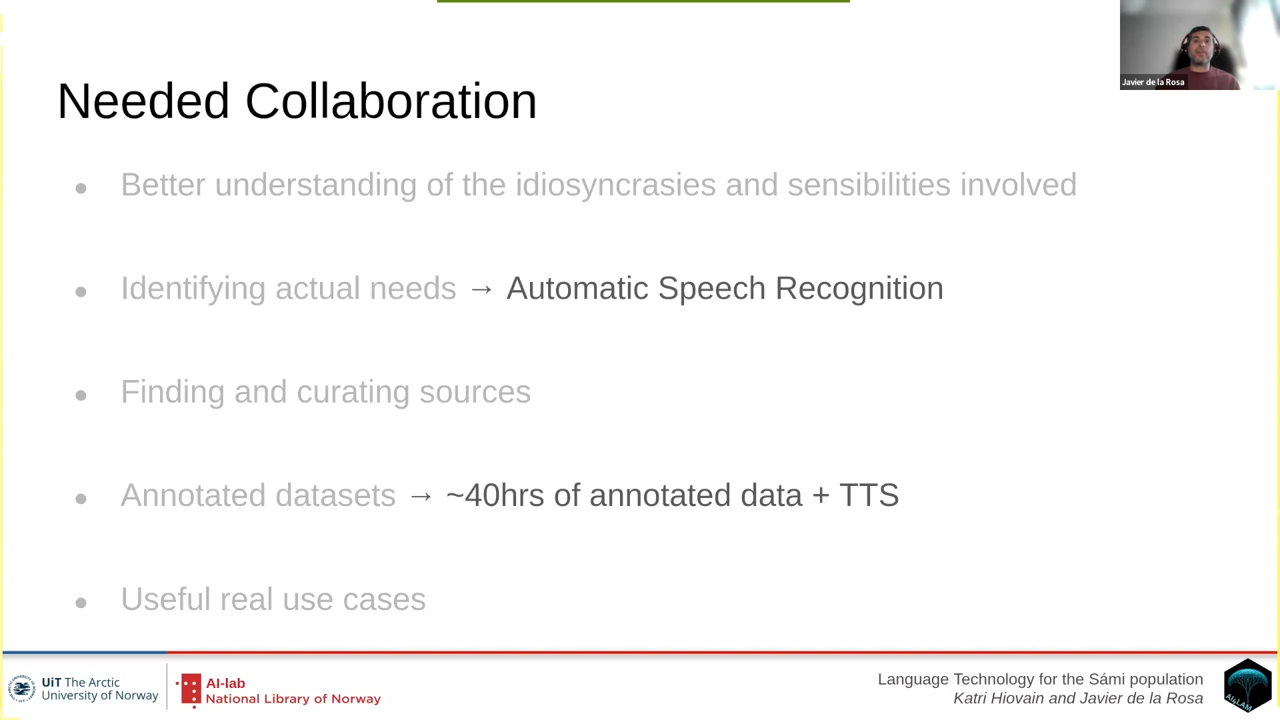 Javier de la Rosa
Needed Collaboration
● Better understanding of the idiosyncrasies and sensibilities involved
● Identifying actual needs → Automatic Speech Recognition
● Finding and curating sources
● Annotated datasets → ~40hrs of annotated data + TTS
● Useful real use cases
UiT The Arctic
University of Norway
AI-lab
National Library of Norway
Language Technology for the Sámi population
Katri Hiovain and Javier de la Rosa
AI4LAM